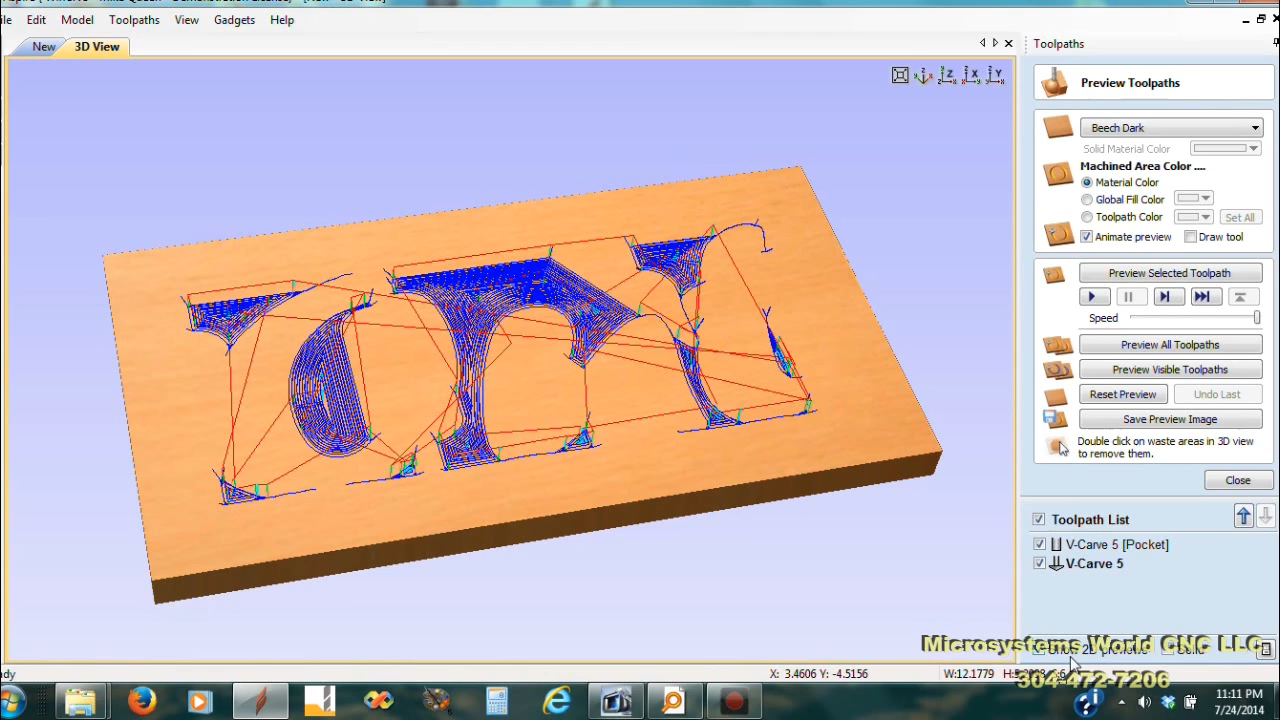 Edit Model Toolpaths View Gadgets Help
New 3D View
Toolpaths
Preview Toolpaths
Beech Dark
Solid Material Color
Machined Area Color ....
Material Color
Global Fill Color
Toolpath Color Set All
Animate preview Draw tool
Preview Selected Toolpath
Speed
Preview All Toolpaths
Preview Visible Toolpaths
Reset Preview Undo Last
Save Preview Image
Double click on waste areas in 3D view
to remove them.
Close
Toolpath List
V-Carve 5 [Pocket]
V-Carve 5
Microsystems World CNC LLC
X: 3.4606 Y: -4.5156
304-472-7206
11:11 PM
7/24/2014